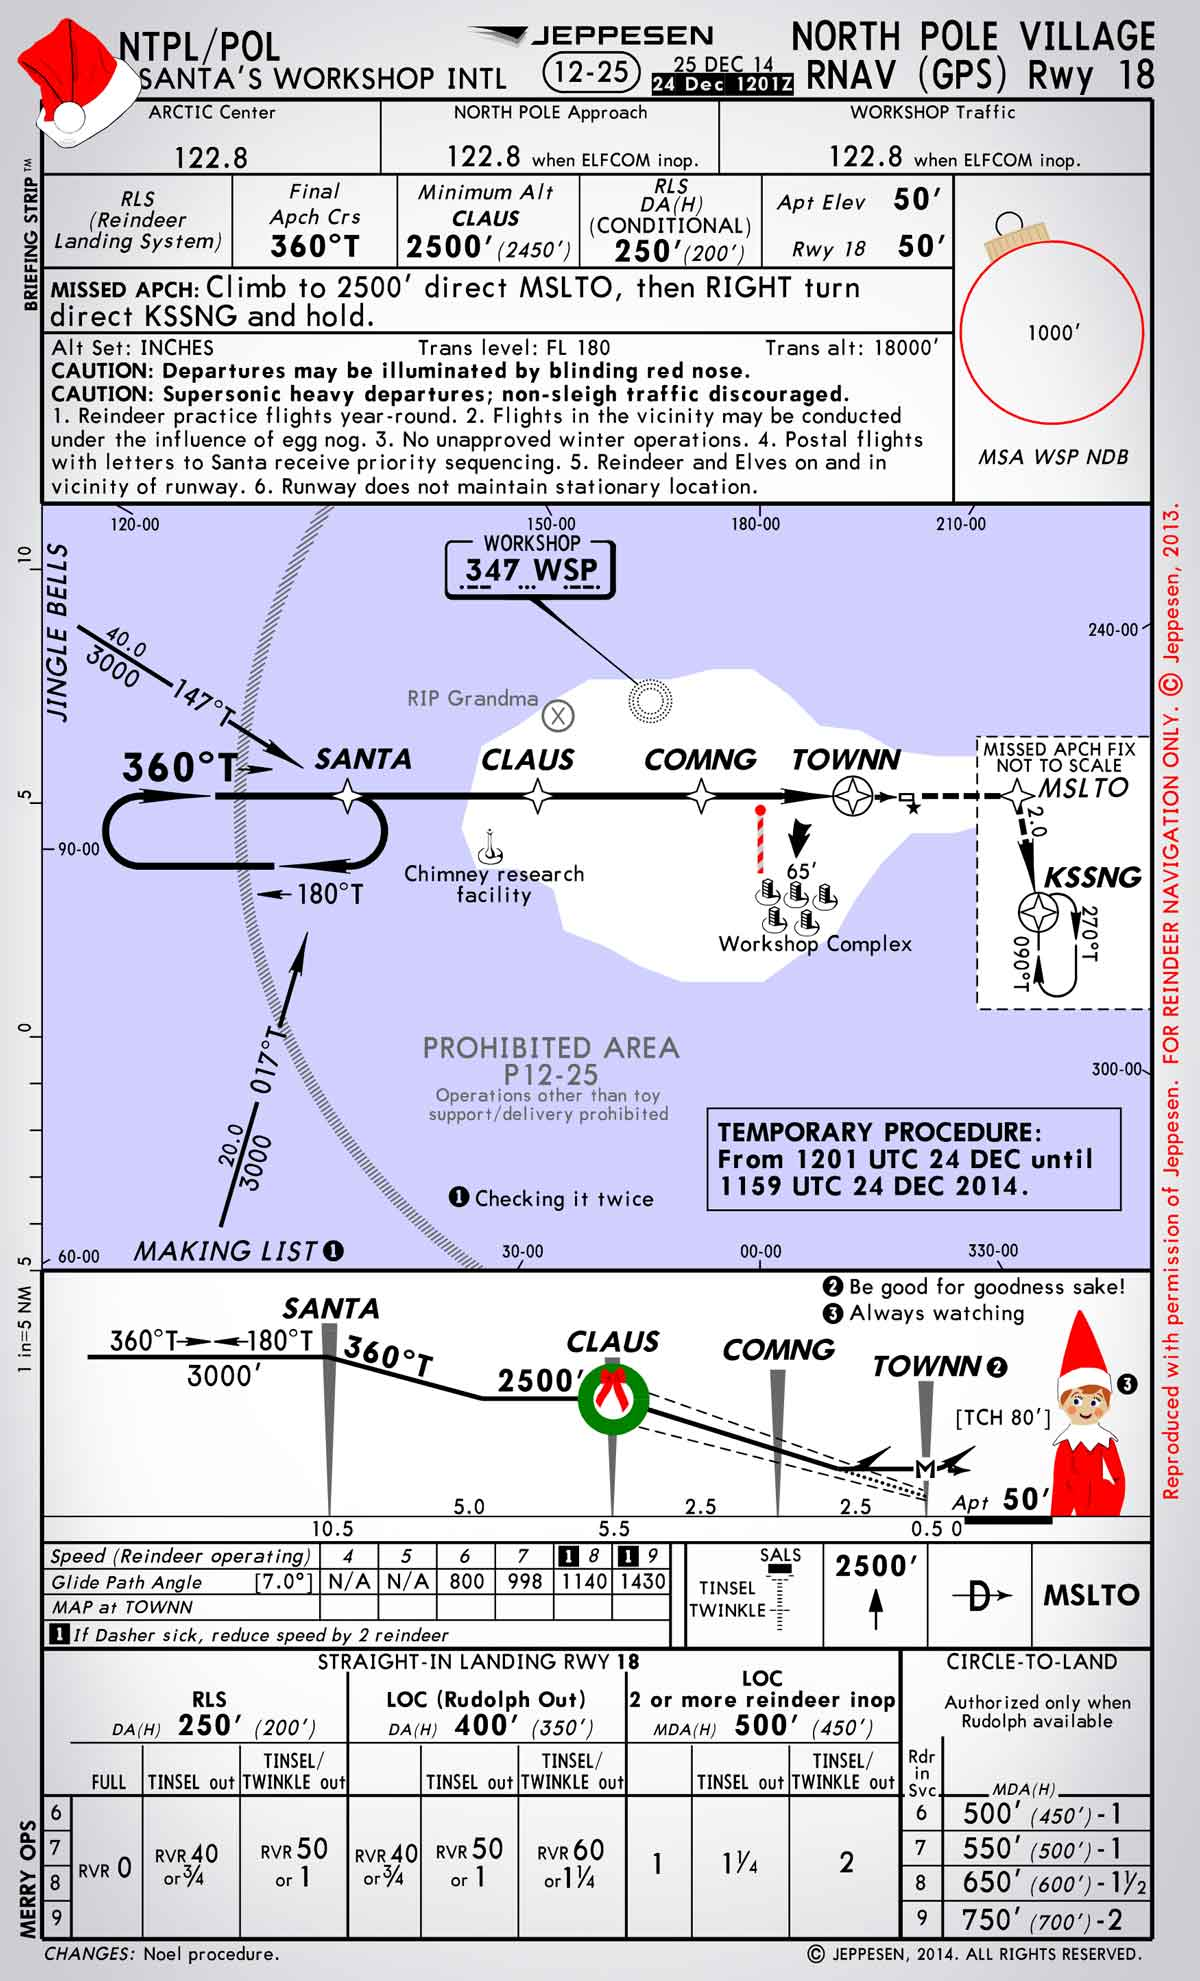 NTPL/POL
SANTA'S WORKSHOP INTL
JEPPESEN
12-25
25 DEC 14
24 Dec 1201Z
NORTH POLE VILLAGE
RNAV (GPS) Rwy 18
BRIEFING STRIP TM
ARCTIC Center
122.8
NORTH POLE Approach
122.8 when ELFCOM inop.
WORKSHOP Traffic
122.8 when ELFCOM inop.
RLS
(Reindeer
Landing System)
Final
Apch Crs
360°T
Minimum Alt
CLAUS
2500' (2450')
RLS
DA(H)
(CONDITIONAL)
250' (200')
Apt Elev 50'
Rwy 18 50'
MISSED APCH: Climb to 2500' direct MSLTO, then RIGHT turn
direct KSSNG and hold.
Alt Set: INCHES Trans level: FL 180 Trans alt: 18000'
CAUTION: Departures may be illuminated by blinding red nose.
CAUTION: Supersonic heavy departures; non-sleigh traffic discouraged.
1. Reindeer practice flights year-round. 2. Flights in the vicinity may be conducted
under the influence of egg nog. 3. No unapproved winter operations. 4. Postal flights
with letters to Santa receive priority sequencing. 5. Reindeer and Elves on and in
vicinity of runway. 6. Runway does not maintain stationary location.
1000'
MSA WSP NDB
120-00
150-00
180-00
210-00
240-00
10
5
0
5
1 in=5 NM
JINGLE BELLS
40.0
3000
147°T
WORKSHOP
347 WSP
RIP Grandma
X
360°T
SANTA
CLAUS
COMNG
TOWNN
MISSED APCH FIX
NOT TO SCALE
MSLTO
2.0
KSSNG
270°T
090°T
90-00
180°T
Chimney research
facility
65'
Workshop Complex
017°T
20.0
3000
PROHIBITED AREA
P12-25
Operations other than toy
support/delivery prohibited
300-00
TEMPORARY PROCEDURE:
From 1201 UTC 24 DEC until
1159 UTC 24 DEC 2014.
1 Checking it twice
MAKING LIST 1
60-00
30-00
00-00
330-00
Reproduced with permission of Jeppesen. FOR REINDEER NAVIGATION ONLY. © Jeppesen, 2013.
2 Be good for goodness sake!
3 Always watching
SANTA
360°T
180°T
3000'
360°T
CLAUS
2500'
COMNG
TOWNN 2
3
[TCH 80']
M
Apt 50'
5.0
2.5
2.5
10.5
5.5
0.5
0
Speed (Reindeer operating) 4 5 6 7 1 8 1 9
Glide Path Angle [7.0°] N/A N/A 800 998 1140 1430
MAP at TOWNN
1 If Dasher sick, reduce speed by 2 reindeer
SALS
TINSEL
TWINKLE
2500'
D
MSLTO
STRAIGHT-IN LANDING RWY 18
RLS
DA(H) 250' (200')
LOC (Rudolph Out)
DA(H) 400' (350')
LOC
2 or more reindeer inop
MDA(H) 500' (450')
CIRCLE-TO-LAND
Authorized only when
Rudolph available
FULL
TINSEL out
TINSEL/
TWINKLE out
TINSEL out
TINSEL/
TWINKLE out
TINSEL out
TINSEL/
TWINKLE out
Rdr
in
Svc
MDA(H)
MERRY OPS
6
7
8
9
RVR 0
RVR 40
or 3/4
RVR 50
or 1
RVR 40
or 3/4
RVR 50
or 1
RVR 60
or 1 1/4
1
1 1/4
2
6 500' (450') - 1
7 550' (500') - 1
8 650' (600') - 1 1/2
9 750' (700') - 2
CHANGES: Noel procedure.
© JEPPESEN, 2014. ALL RIGHTS RESERVED.